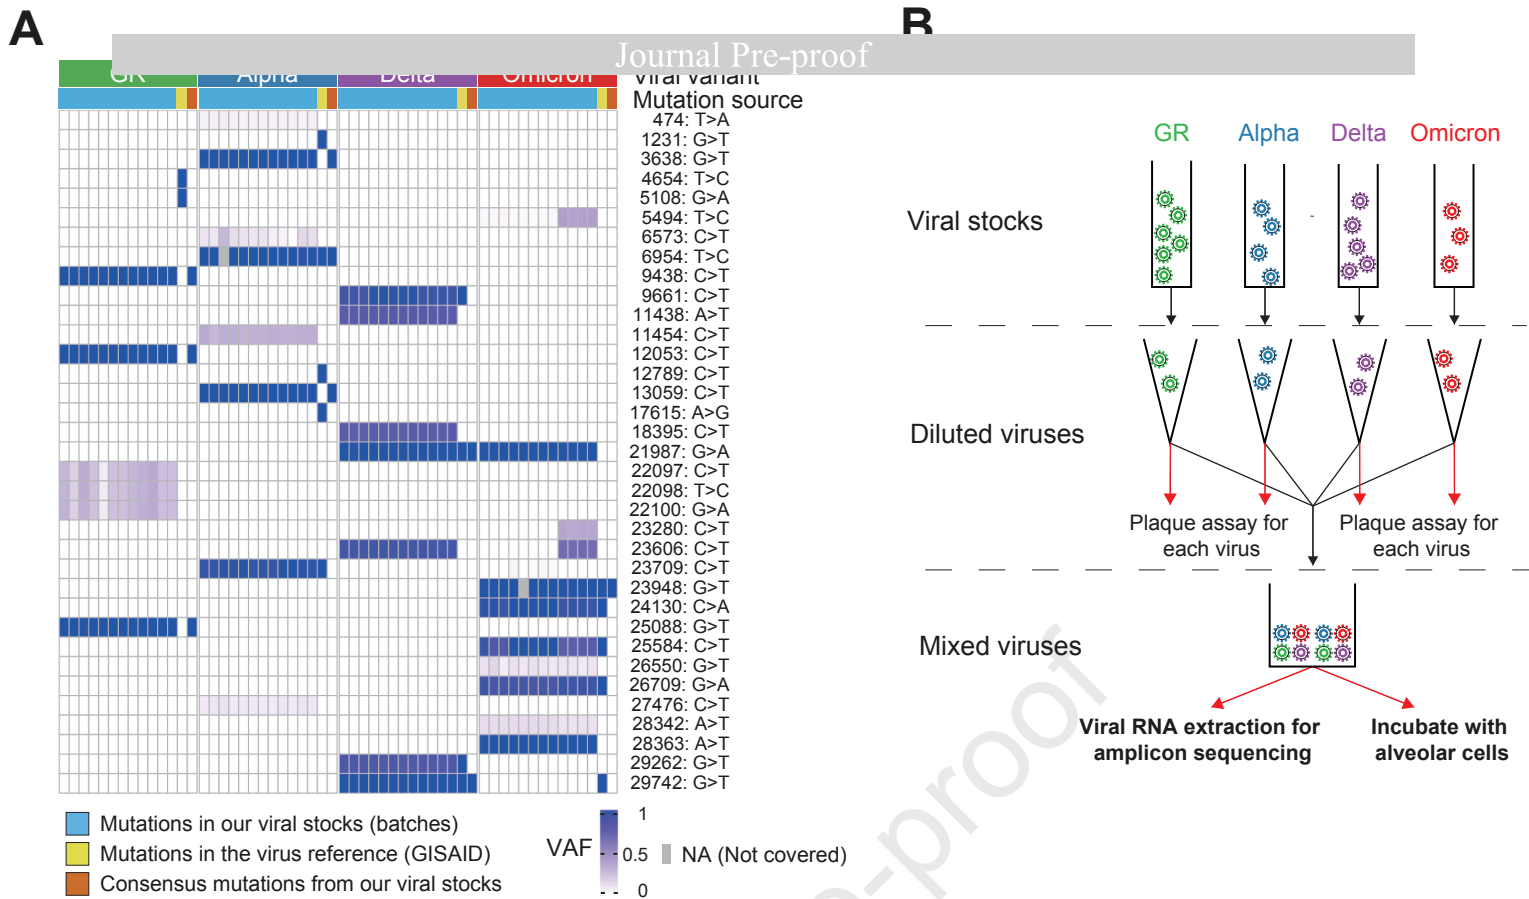 A
B
Journal Pre-proof
GR Alpha Delta Omicron Viral variant
Mutation source
474: T>A
1231: G>T
3638: G>T
4654: T>C
5108: G>A
5494: T>C
6573: C>T
6954: T>C
9438: C>T
9661: C>T
11438: A>T
11454: C>T
12053: C>T
12789: C>T
13059: C>T
17615: A>G
18395: C>T
21987: G>A
22097: C>T
22098: T>C
22100: G>A
23280: C>T
23606: C>T
23709: C>T
23948: G>T
24130: C>A
25088: G>T
25584: C>T
26550: G>T
26709: G>A
27476: C>T
28342: A>T
28363: A>T
29262: G>T
29742: G>T
Mutations in our viral stocks (batches)
Mutations in the virus reference (GISAID)
Consensus mutations from our viral stocks
VAF
1
0.5
0
NA (Not covered)
GR Alpha Delta Omicron
Viral stocks
Diluted viruses
Plaque assay for
each virus
Plaque assay for
each virus
Mixed viruses
Viral RNA extraction for
amplicon sequencing
Incubate with
alveolar cells